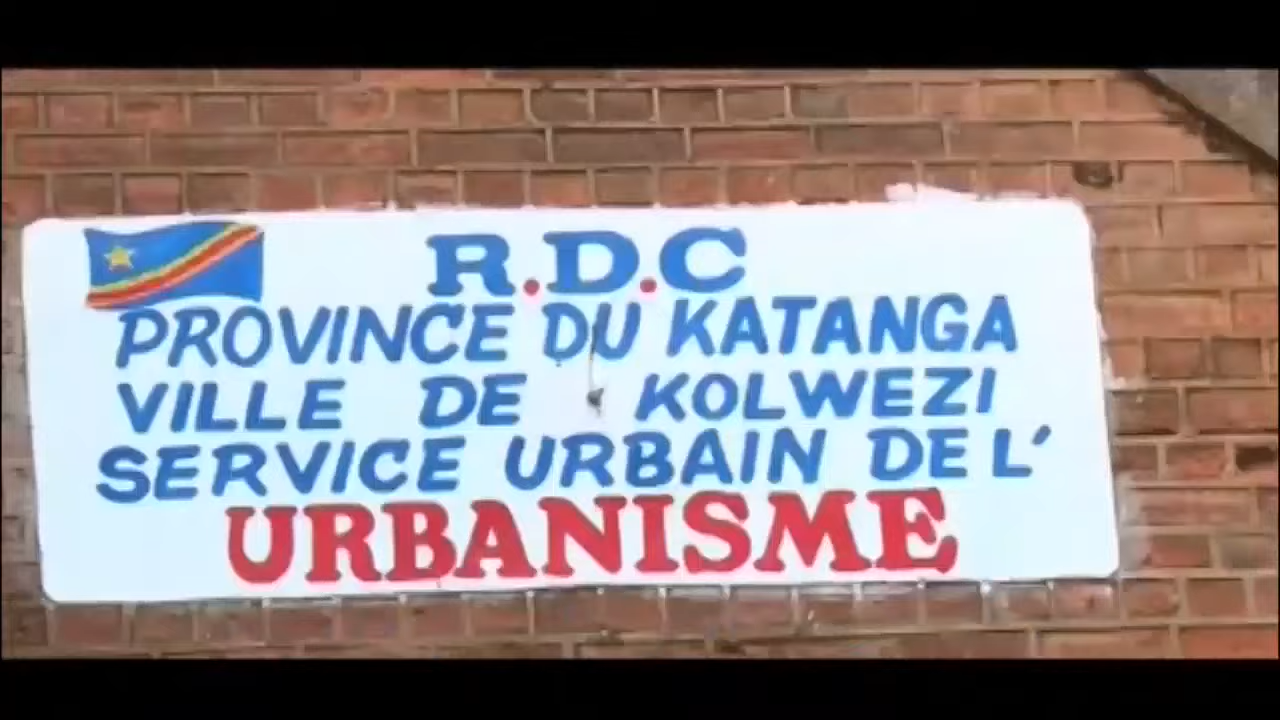 R.D.C
PROVINCE DU KATANGA
VILLE DE KOLWEZI
SERVICE URBAIN DE L'
URBANISME